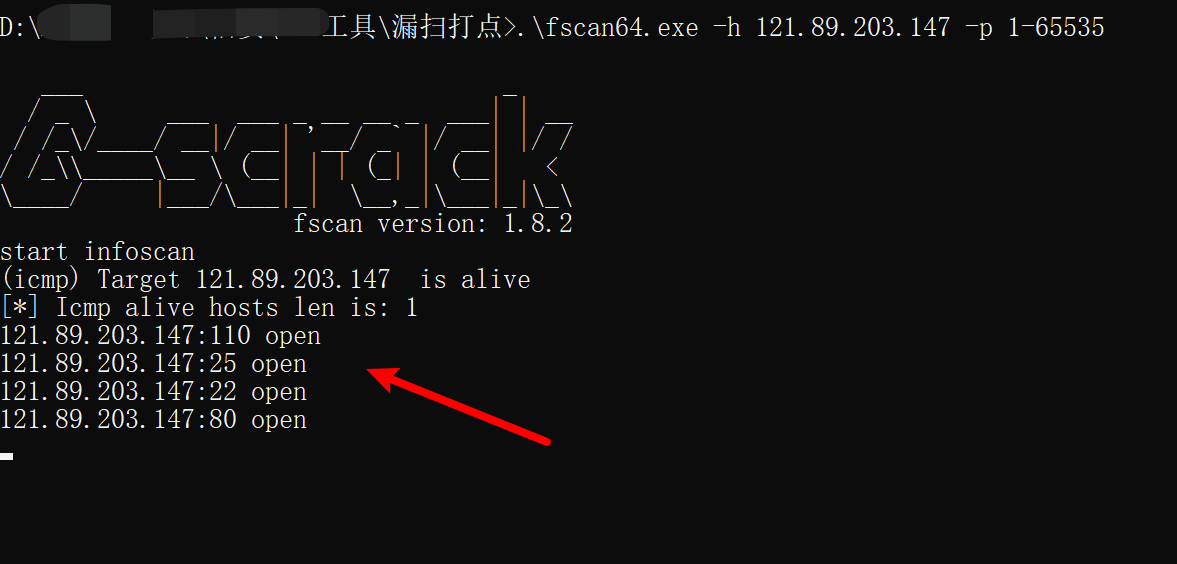 D:\ 工具\漏扫打点>.\fscan64.exe -h 121.89.203.147 -p 1-65535
fscan version: 1.8.2
start infoscan
(icmp) Target 121.89.203.147  is alive
[*] Icmp alive hosts len is: 1
121.89.203.147:110 open
121.89.203.147:25 open
121.89.203.147:22 open
121.89.203.147:80 open